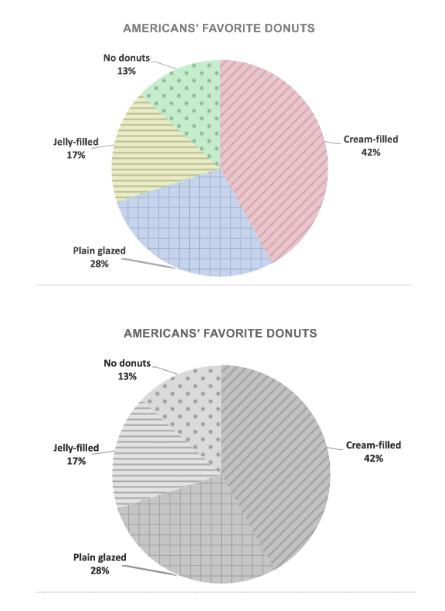 AMERICANS' FAVORITE DONUTS
No donuts
13%
Cream-filled
42%
Jelly-filled
17%
Plain glazed
28%
AMERICANS' FAVORITE DONUTS
No donuts
13%
Cream-filled
42%
Jelly-filled
17%
Plain glazed
28%